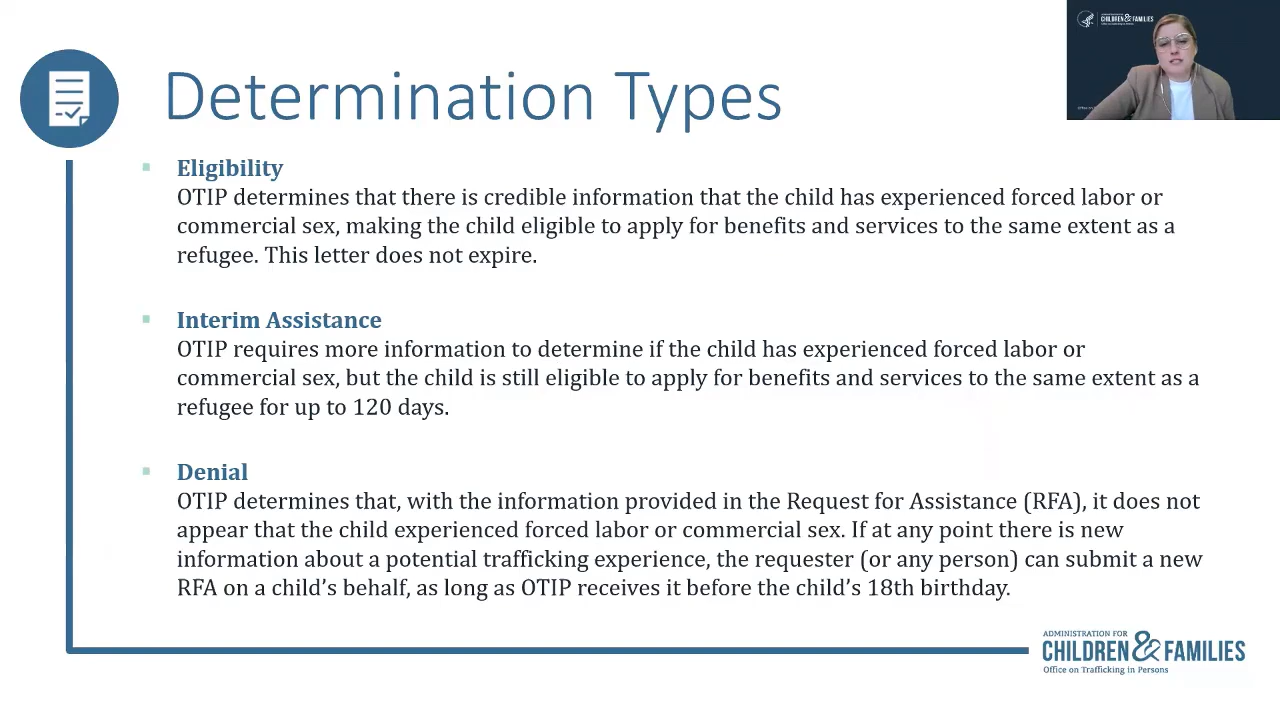 Determination Types
ADMINISTRATION FOR
CHILDREN & FAMILIES
Eligibility
OTIP determines that there is credible information that the child has experienced forced labor or
commercial sex, making the child eligible to apply for benefits and services to the same extent as a
refugee. This letter does not expire.
Interim Assistance
OTIP requires more information to determine if the child has experienced forced labor or
commercial sex, but the child is still eligible to apply for benefits and services to the same extent as a
refugee for up to 120 days.
Denial
OTIP determines that, with the information provided in the Request for Assistance (RFA), it does not
appear that the child experienced forced labor or commercial sex. If at any point there is new
information about a potential trafficking experience, the requester (or any person) can submit a new
RFA on a child’s behalf, as long as OTIP receives it before the child’s 18th birthday.
ADMINISTRATION FOR
CHILDREN & FAMILIES
Office on Trafficking in Persons